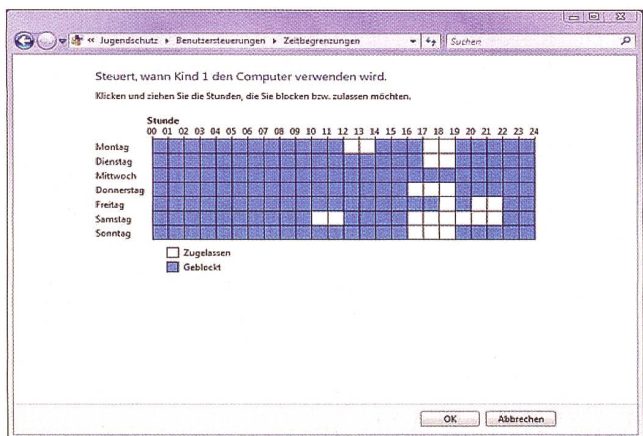 « Jugendschutz ▸ Benutzersteuerungen ▸ Zeitbegrenzungen
Suchen
Steuert, wann Kind 1 den Computer verwenden wird.
Klicken und ziehen Sie die Stunden, die Sie blocken bzw. zulassen möchten.
Stunde
00 01 02 03 04 05 06 07 08 09 10 11 12 13 14 15 16 17 18 19 20 21 22 23 24
Montag
Dienstag
Mittwoch
Donnerstag
Freitag
Samstag
Sonntag
Zugelassen
Geblockt
OK Abbrechen